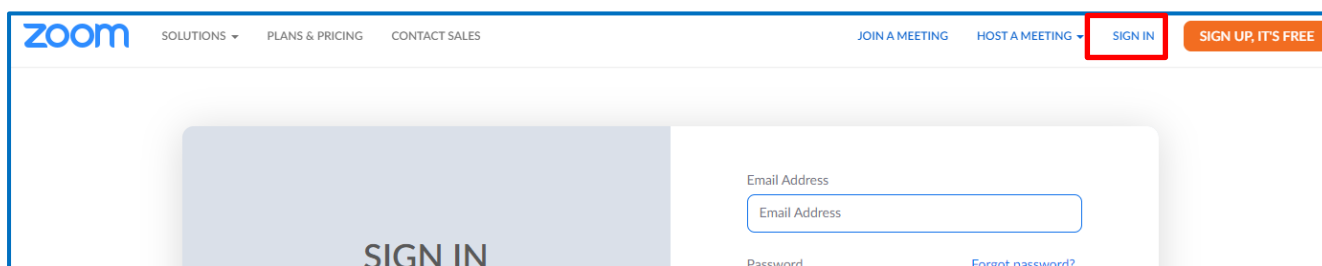 zoom SOLUTIONS PLANS & PRICING CONTACT SALES JOIN A MEETING HOST A MEETING SIGN IN SIGN UP, IT'S FREE
Email Address
Email Address
SIGN IN
Password Forgot password?